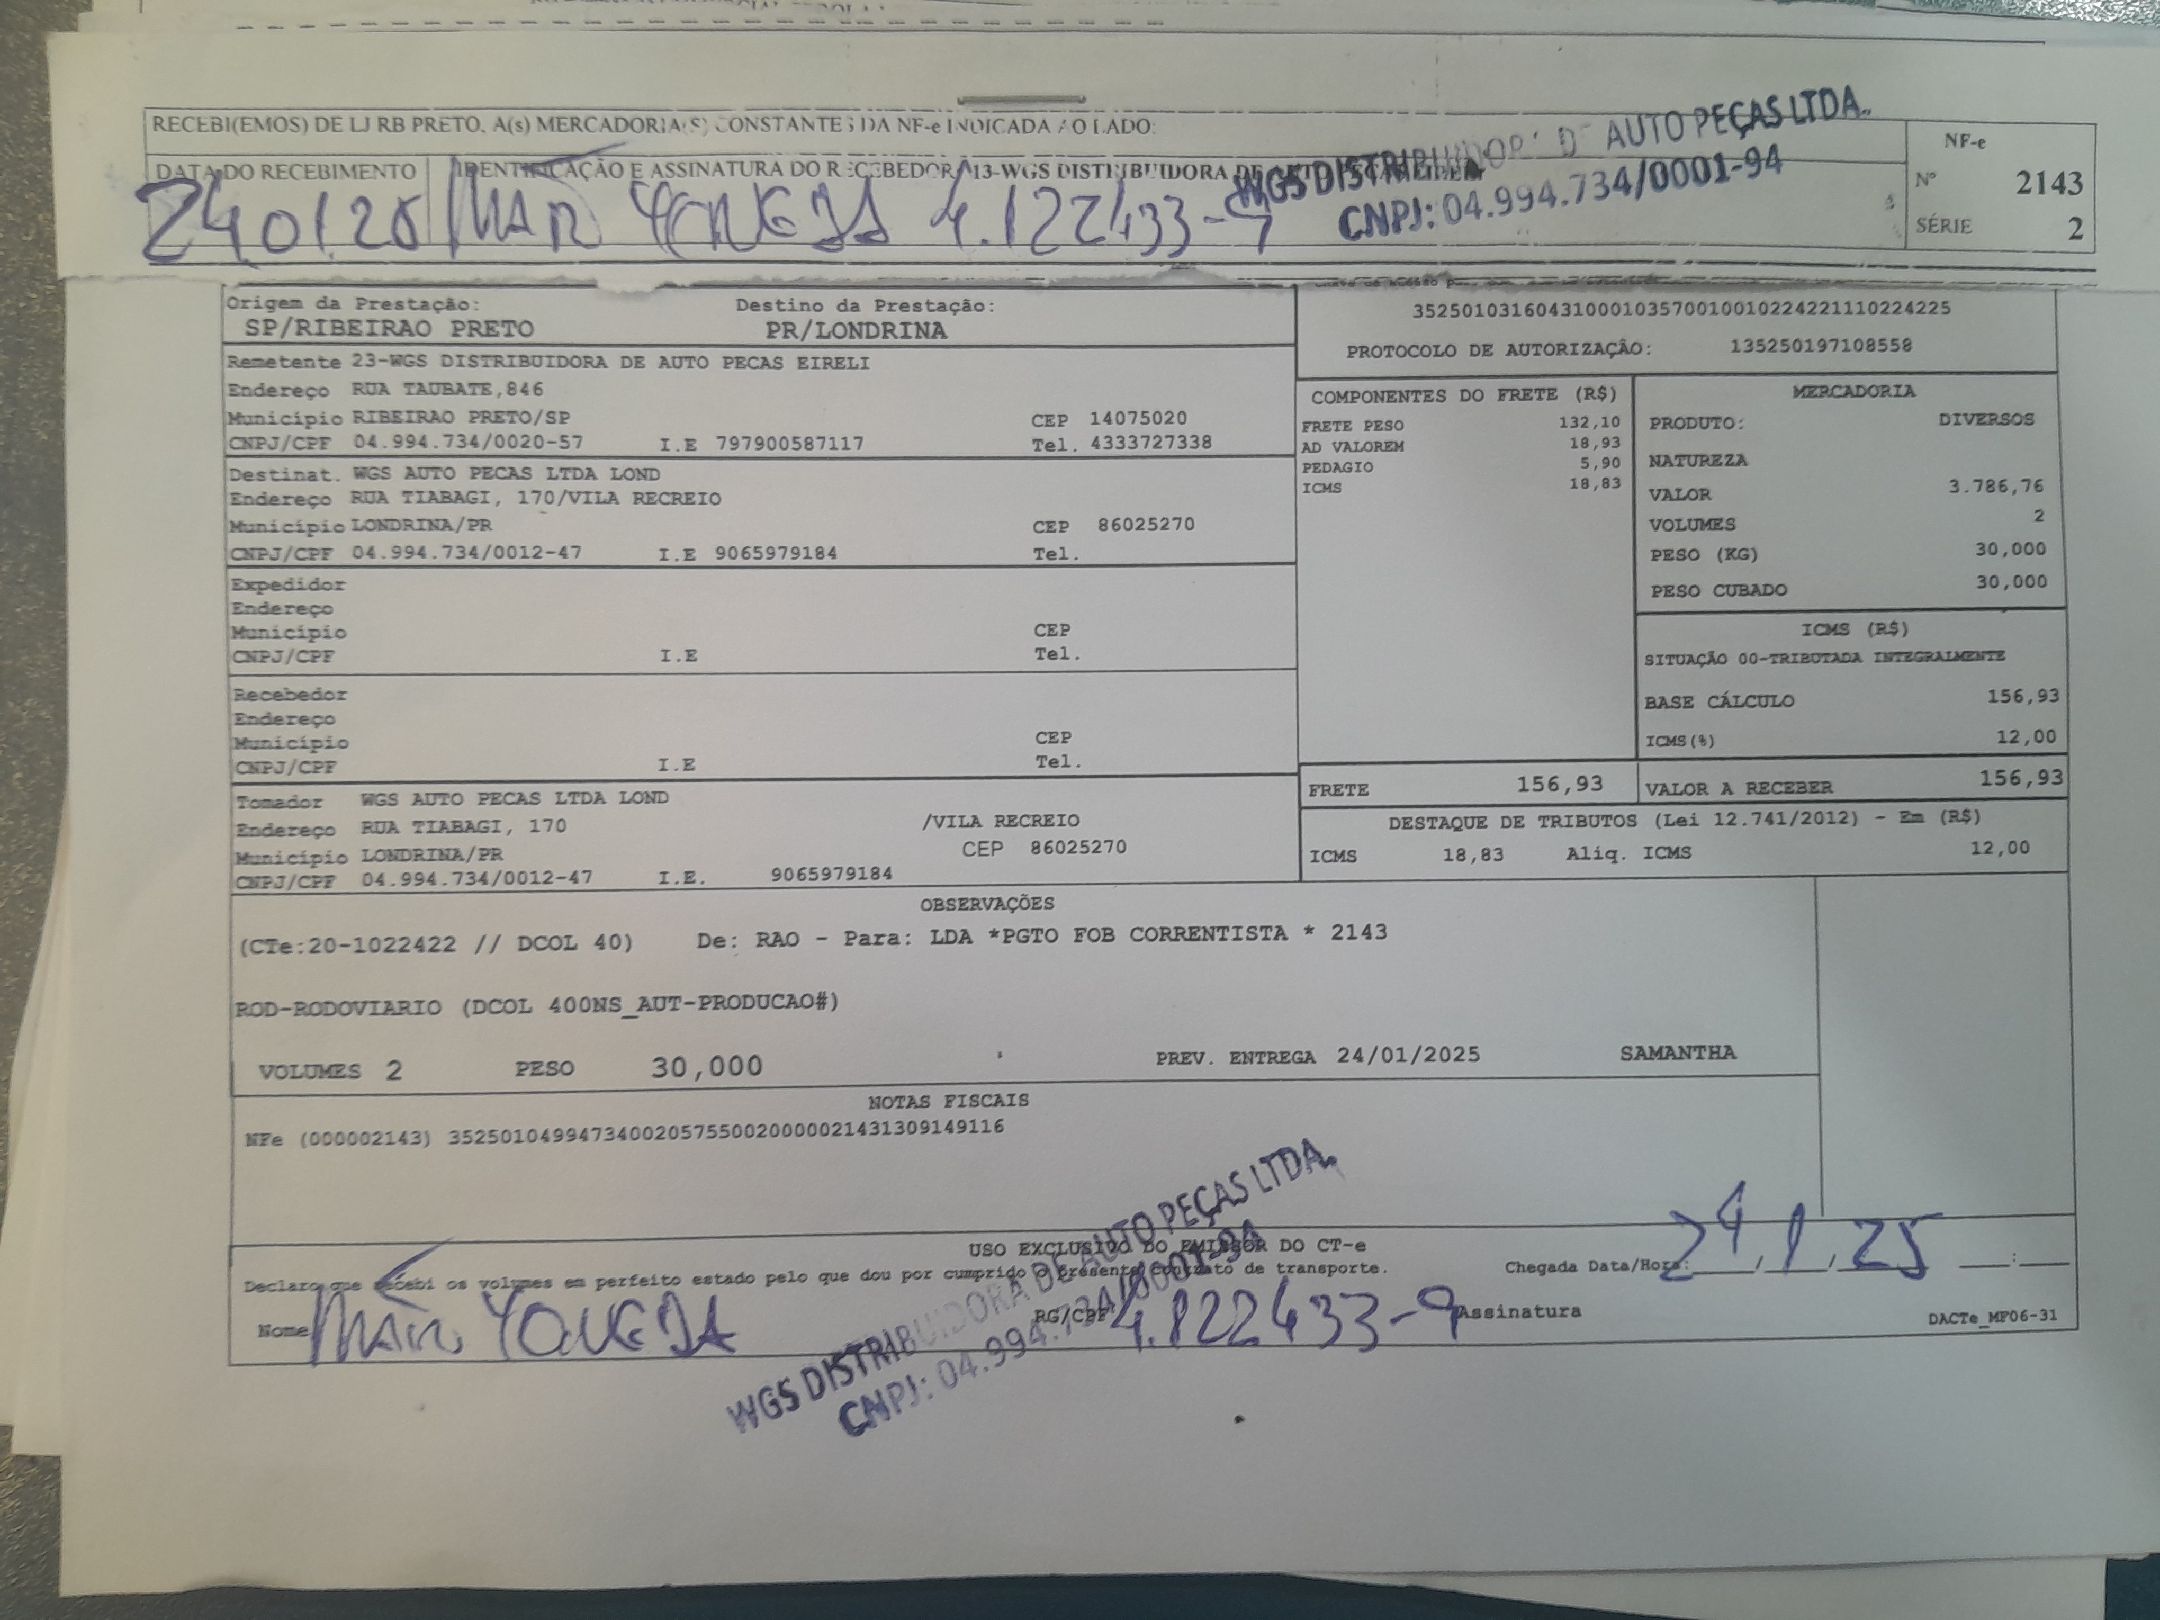 RECEBI(EMOS) DE LJ RB PRETO, A(s) MERCADORIA(S) CONSTANTES DA NF-e INDICADA AO LADO:
DATA DO RECEBIMENTO IDENTIFICAÇÃO E ASSINATURA DO RECEBEDOR 13-WGS DISTRIBUIDORA DE
WGS DISTRIBUIDORA DE AUTO PEÇAS LTDA.
CNPJ: 04.994.734/0001-94
NF-e
Nº 2143
SÉRIE 2
Origem da Prestação: Destino da Prestação:
SP/RIBEIRAO PRETO PR/LONDRINA
35250103160431000103570010010224221110224225
PROTOCOLO DE AUTORIZAÇÃO: 135250197108558
Remetente 23-WGS DISTRIBUIDORA DE AUTO PECAS EIRELI
Endereço RUA TAUBATE,846
Município RIBEIRAO PRETO/SP CEP 14075020
CNPJ/CPF 04.994.734/0020-57 I.E 797900587117 Tel. 4333727338
Destinat. WGS AUTO PECAS LTDA LOND
Endereço RUA TIABAGI, 170/VILA RECREIO
Município LONDRINA/PR CEP 86025270
CNPJ/CPF 04.994.734/0012-47 I.E 9065979184 Tel.
Expedidor
Endereço
Município CEP
CNPJ/CPF I.E Tel.
Recebedor
Endereço
Município CEP
CNPJ/CPF I.E Tel.
Tomador WGS AUTO PECAS LTDA LOND
Endereço RUA TIABAGI, 170 /VILA RECREIO
Município LONDRINA/PR CEP 86025270
CNPJ/CPF 04.994.734/0012-47 I.E. 9065979184
COMPONENTES DO FRETE (R$)
FRETE PESO 132,10
AD VALOREM 18,93
PEDAGIO 5,90
ICMS 18,83
MERCADORIA
PRODUTO: DIVERSOS
NATUREZA
VALOR 3.786,76
VOLUMES 2
PESO (KG) 30,000
PESO CUBADO 30,000
ICMS (R$)
SITUAÇÃO 00-TRIBUTADA INTEGRALMENTE
BASE CÁLCULO 156,93
ICMS(%) 12,00
FRETE 156,93 VALOR A RECEBER 156,93
DESTAQUE DE TRIBUTOS (Lei 12.741/2012) - Em (R$)
ICMS 18,83 Aliq. ICMS 12,00
OBSERVAÇÕES
(CTe:20-1022422 // DCOL 40) De: RAO - Para: LDA *PGTO FOB CORRENTISTA * 2143
ROD-RODOVIARIO (DCOL 400NS_AUT-PRODUCAO#)
VOLUMES 2 PESO 30,000 PREV. ENTREGA 24/01/2025 SAMANTHA
NOTAS FISCAIS
NFe (000002143) 35250104994734002057550020000021431309149116
USO EXCLUSIVO DO EMISSOR DO CT-e
Declaro que recebi os volumes em perfeito estado pelo que dou por cumprido o presente contrato de transporte. Chegada Data/Hora: 24/1/25
Nome RG/CPF 4.122433-9 Assinatura
DACTe_MF06-31
WGS DISTRIBUIDORA DE AUTO PEÇAS LTDA.
CNPJ: 04.994.734/0001-94